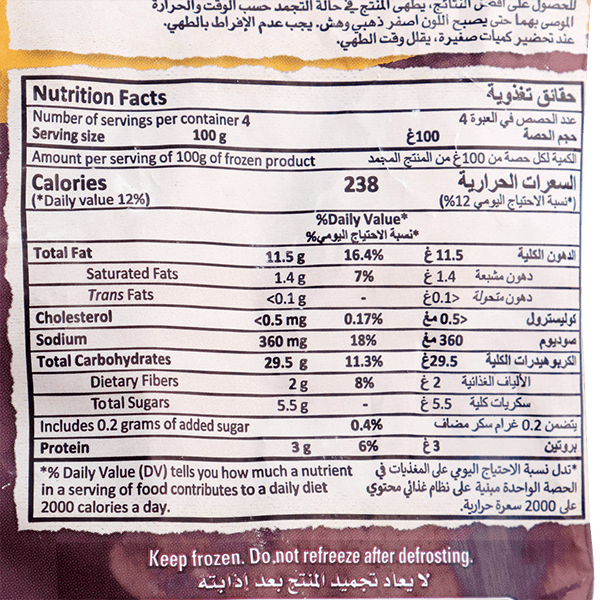 للحصول على أفضل النتائج، يطهى المنتج في حالة التجمد حسب الوقت والحرارة
الموصى بهما حتى يصبح اللون اصفر ذهبي وهش. يجب عدم الإفراط بالطهي.
عند تحضير كميات صغيرة، يقلل وقت الطهي.
Nutrition Facts حقائق تغذوية
Number of servings per container 4 عدد الحصص في العبوة 4
Serving size 100 g 100غ حجم الحصة
Amount per serving of 100g of frozen product الكمية لكل حصة من 100غ من المنتج المجمد
Calories 238 السعرات الحرارية
(*Daily value 12%) (*نسبة الاحتياج اليومي 12%)
%Daily Value*
*نسبة الاحتياج اليومي%
Total Fat 11.5 g 16.4% 11.5 غ الدهون الكلية
Saturated Fats 1.4 g 7% 1.4 غ دهون مشبعة
Trans Fats <0.1 g - <0.1غ دهون متحولة
Cholesterol <0.5 mg 0.17% <0.5 مغ كوليسترول
Sodium 360 mg 18% 360 مغ صوديوم
Total Carbohydrates 29.5 g 11.3% 29.5غ الكربوهيدرات الكلية
Dietary Fibers 2 g 8% 2 غ الألياف الغذائية
Total Sugars 5.5 g - 5.5 غ سكريات كلية
Includes 0.2 grams of added sugar 0.4% يتضمن 0.2 غرام سكر مضاف
Protein 3 g 6% 3غ بروتين
*% Daily Value (DV) tells you how much a nutrient *تدل نسبة الاحتياج اليومي على المغذيات في
in a serving of food contributes to a daily diet الحصة الواحدة مبنية على نظام غذائي محتوي
2000 calories a day. على 2000 سعرة حرارية.
Keep frozen. Do not refreeze after defrosting.
لا يعاد تجميد المنتج بعد إذابته